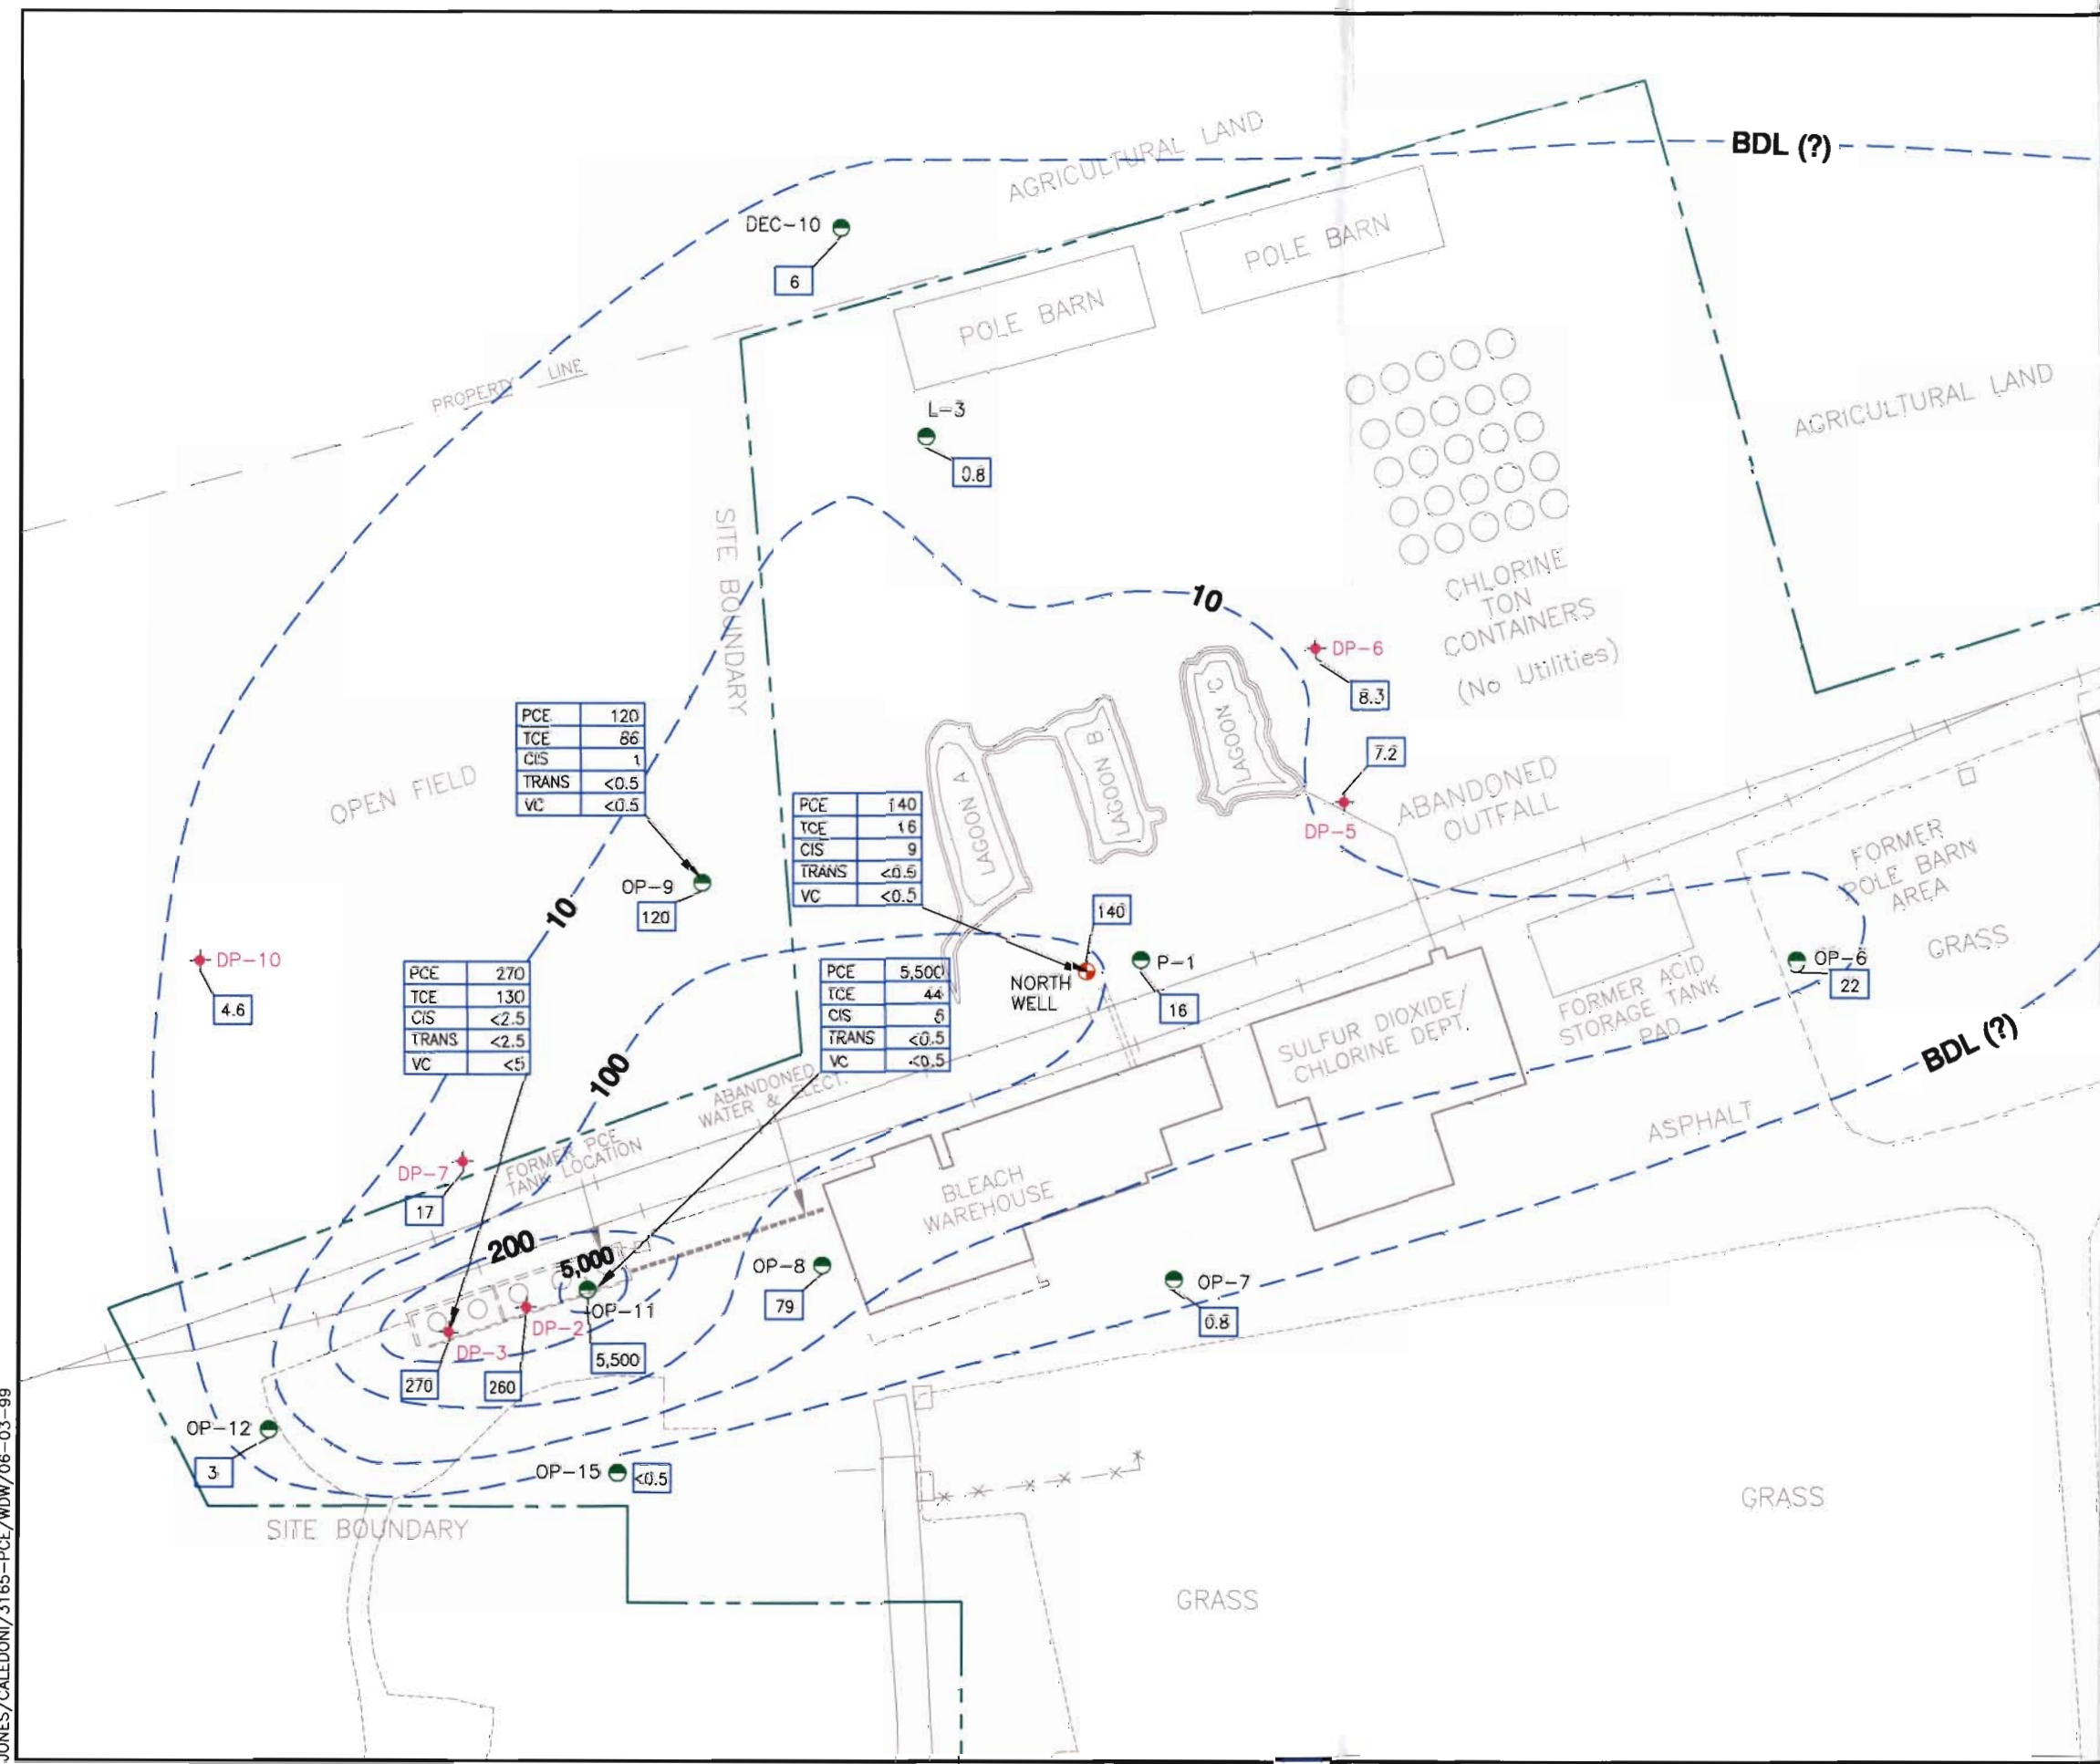 AGRICULTURAL LAND
BDL (?)
DEC-10
6
POLE BARN
POLE BARN
PROPERTY LINE
L-3
0.8
AGRICULTURAL LAND
SITE BOUNDARY
CHLORINE
TON
CONTAINERS
(No Utilities)
10
DP-6
8.3
LAGOON C
LAGOON B
LAGOON A
7.2
DP-5
ABANDONED
OUTFALL
OPEN FIELD
PCE 120
TCE 86
CIS 1
TRANS <0.5
VC <0.5
OP-9
120
10
PCE 140
TCE 16
CIS 9
TRANS <0.5
VC <0.5
140
NORTH
WELL
P-1
16
FORMER
POLE BARN
AREA
GRASS
OP-6
22
FORMER ACID
STORAGE TANK
PAD
SULFUR DIOXIDE/
CHLORINE DEPT.
BDL (?)
ASPHALT
DP-10
4.6
PCE 270
TCE 130
CIS <2.5
TRANS <2.5
VC <5
PCE 5,500
TCE 44
CIS 6
TRANS <0.5
VC <0.5
100
ABANDONED
WATER & ELECT.
FORMER PCE
TANK LOCATION
DP-7
17
BLEACH
WAREHOUSE
200
5,000
OP-11
DP-2
DP-3
270
260
5,500
OP-8
79
OP-7
0.8
OP-12
3
OP-15
<0.5
SITE BOUNDARY
GRASS
GRASS
JONES/CALEDONI/3165-PCE/WDW/06-03-99